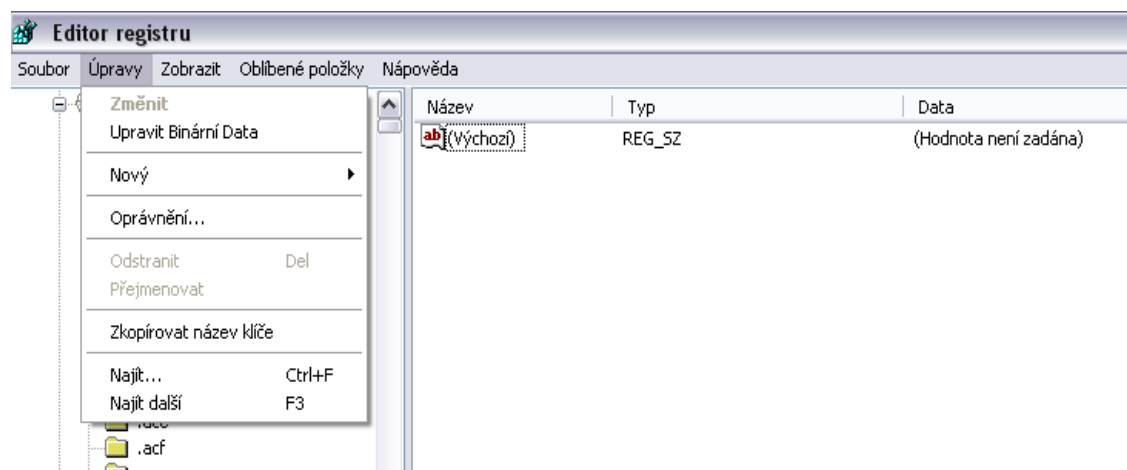 Editor registru
Soubor Úpravy Zobrazit Oblíbené položky Nápověda
Změnit
Upravit Binární Data
Nový
Oprávnění...
Odstranit Del
Přejmenovat
Zkopírovat název klíče
Najít... Ctrl+F
Najít další F3
.acf
Název Typ Data
ab (Výchozí) REG_SZ (Hodnota není zadána)